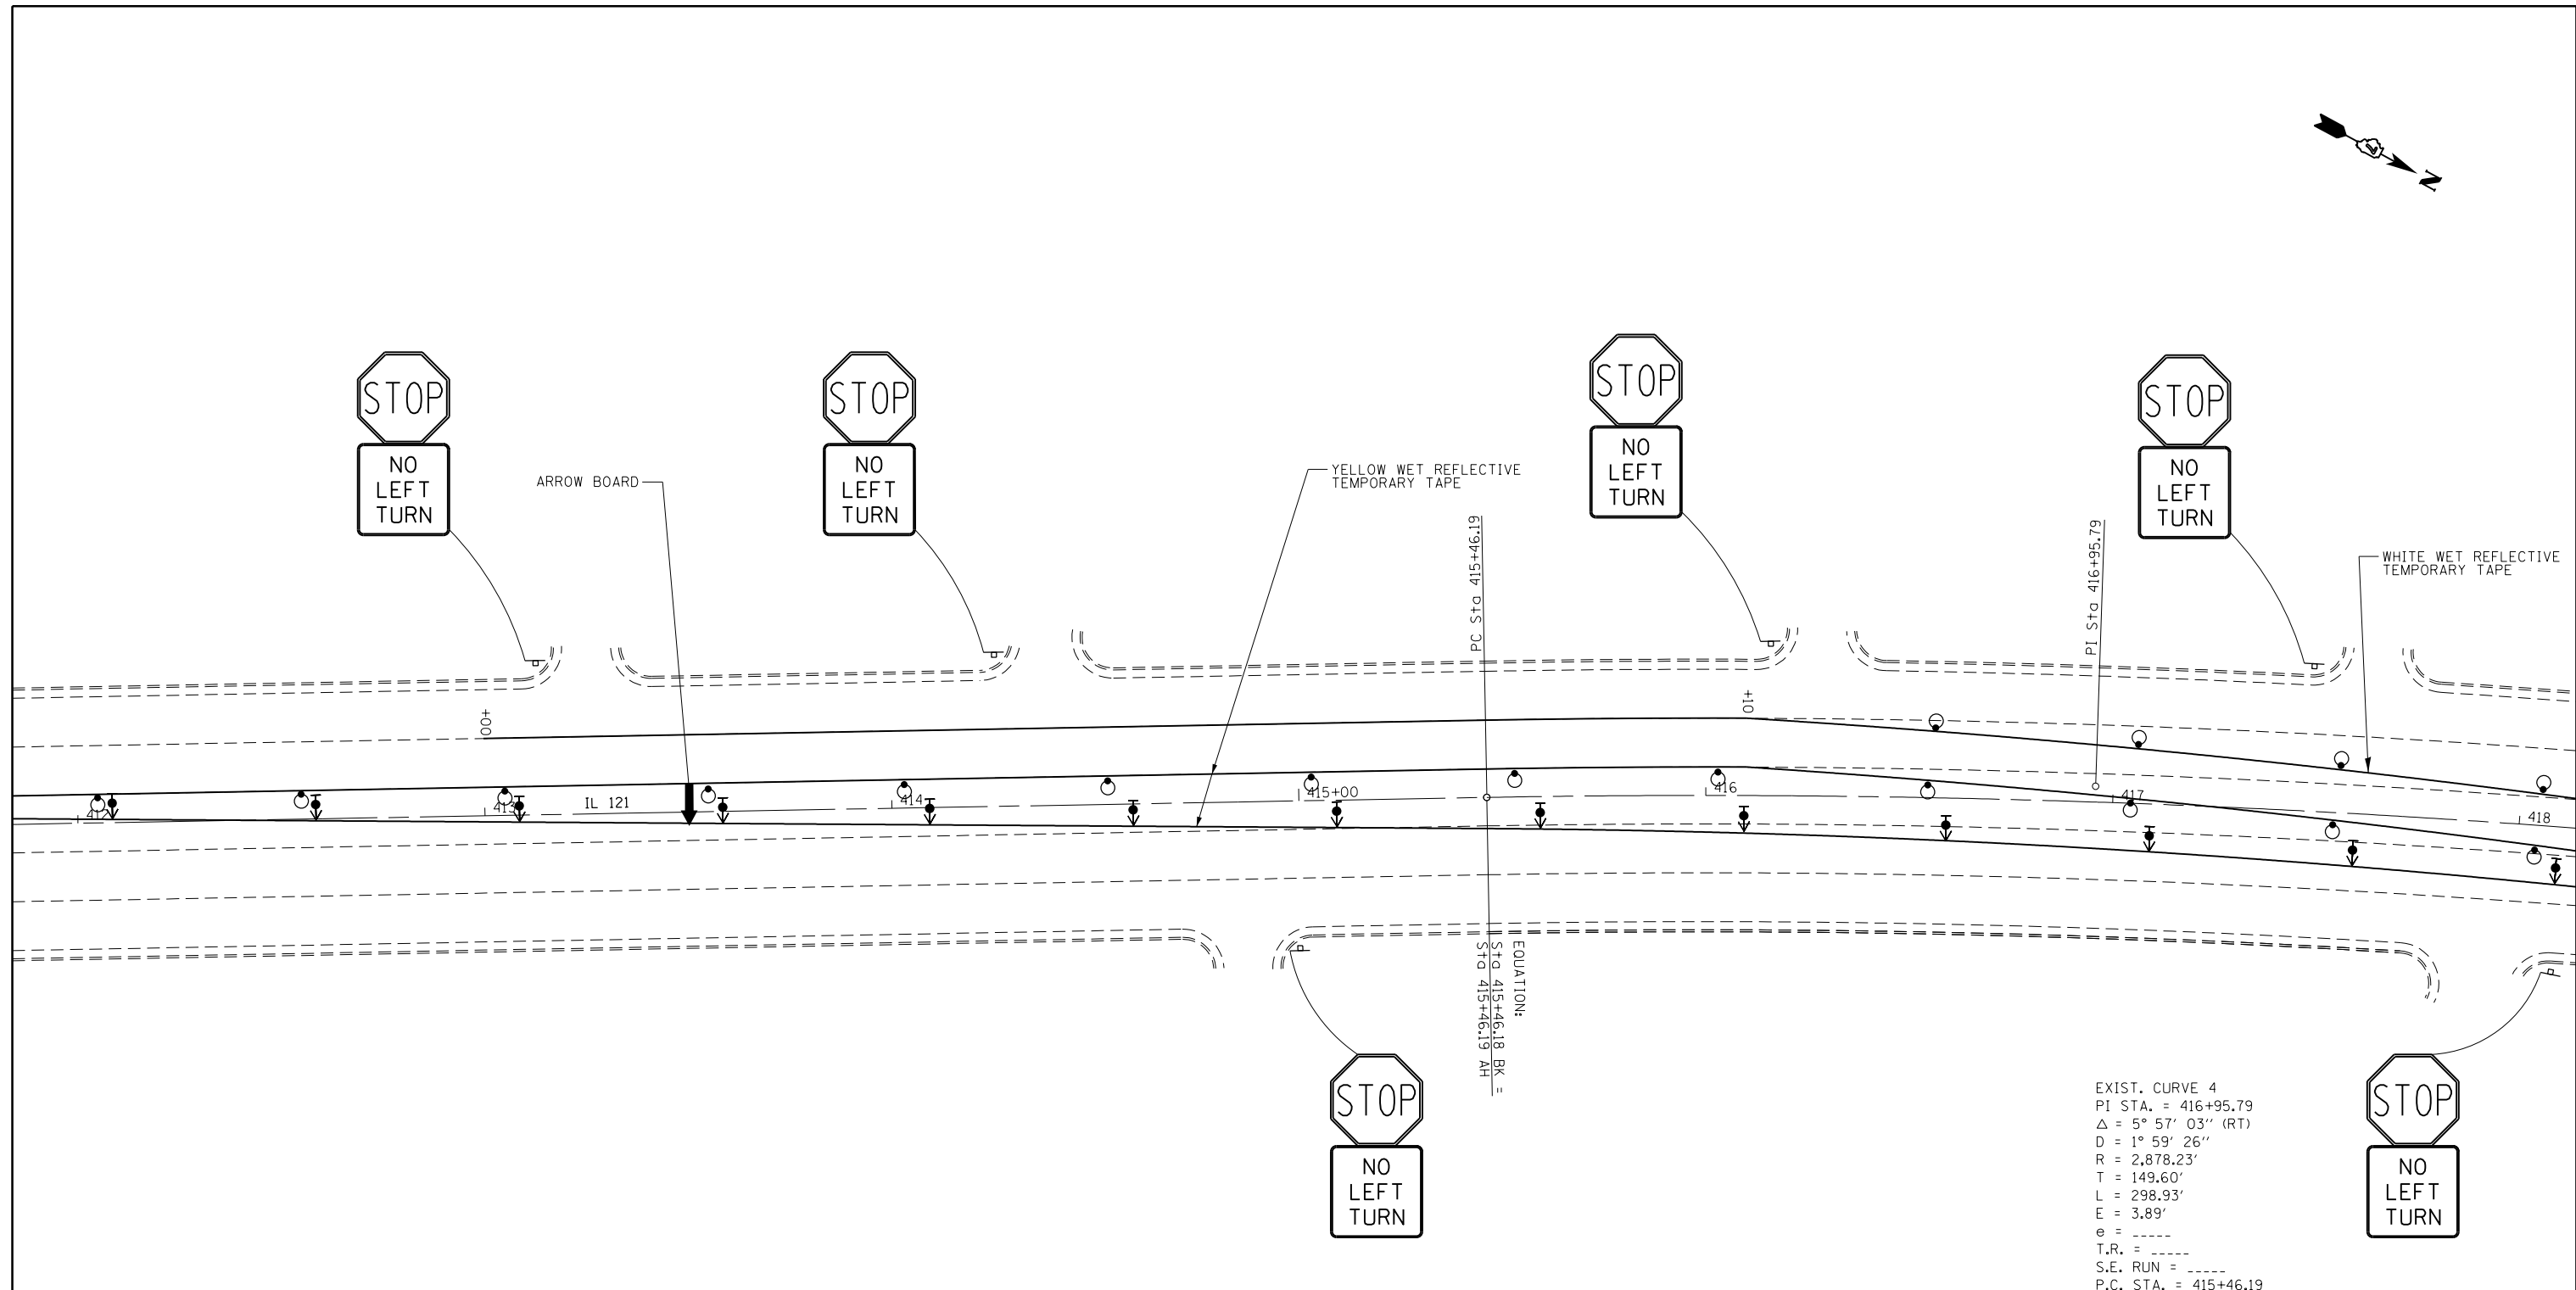 N
STOP
NO
LEFT
TURN
STOP
NO
LEFT
TURN
STOP
NO
LEFT
TURN
STOP
NO
LEFT
TURN
ARROW BOARD
YELLOW WET REFLECTIVE
TEMPORARY TAPE
WHITE WET REFLECTIVE
TEMPORARY TAPE
PC Sta 415+46.19
PI Sta 416+95.79
+00
+10
412
413
IL 121
414
415+00
416
417
418
EQUATION:
Sta 415+46.18 BK =
Sta 415+46.19 AH
STOP
NO
LEFT
TURN
STOP
NO
LEFT
TURN
EXIST. CURVE 4
PI STA. = 416+95.79
Δ = 5° 57' 03'' (RT)
D = 1° 59' 26''
R = 2,878.23'
T = 149.60'
L = 298.93'
E = 3.89'
e = _____
T.R. = _____
S.E. RUN = _____
P.C. STA. = 415+46.19